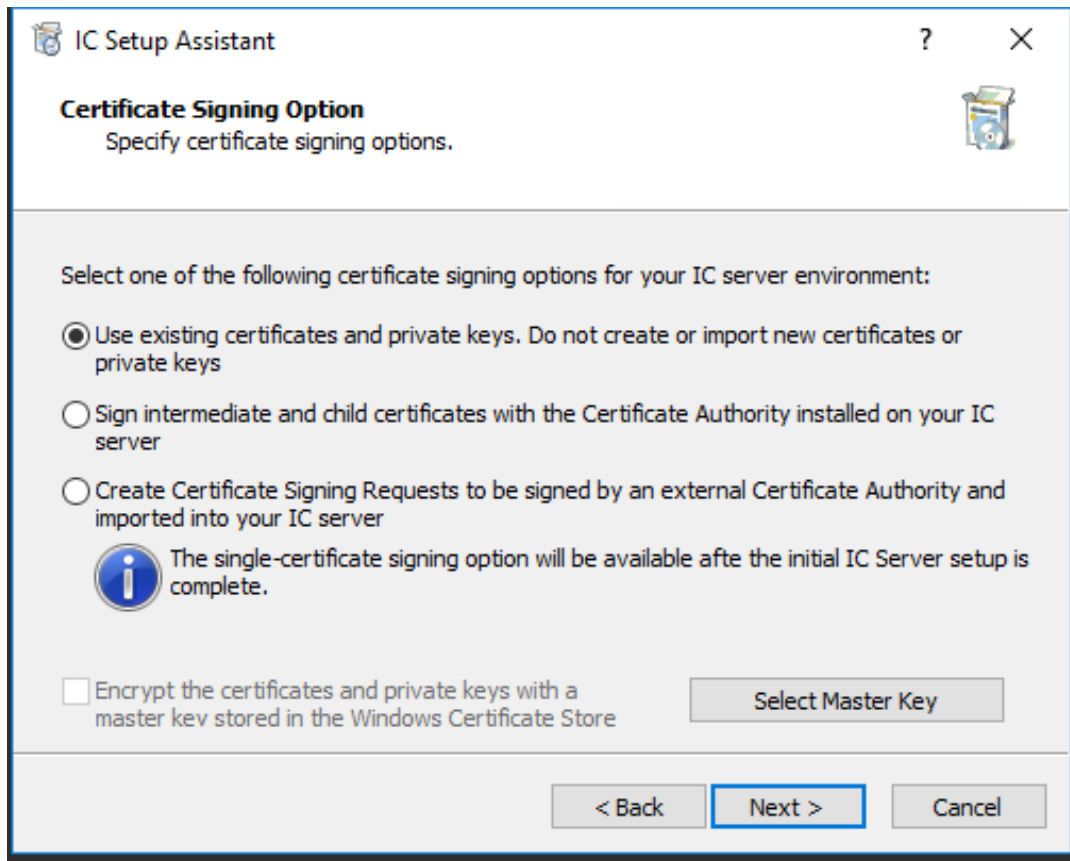 IC Setup Assistant
?
Certificate Signing Option
Specify certificate signing options.
Select one of the following certificate signing options for your IC server environment:
Use existing certificates and private keys. Do not create or import new certificates or
private keys
Sign intermediate and child certificates with the Certificate Authority installed on your IC
server
Create Certificate Signing Requests to be signed by an external Certificate Authority and
imported into your IC server
The single-certificate signing option will be available afte the initial IC Server setup is
complete.
Encrypt the certificates and private keys with a
master key stored in the Windows Certificate Store
Select Master Key
< Back
Next >
Cancel